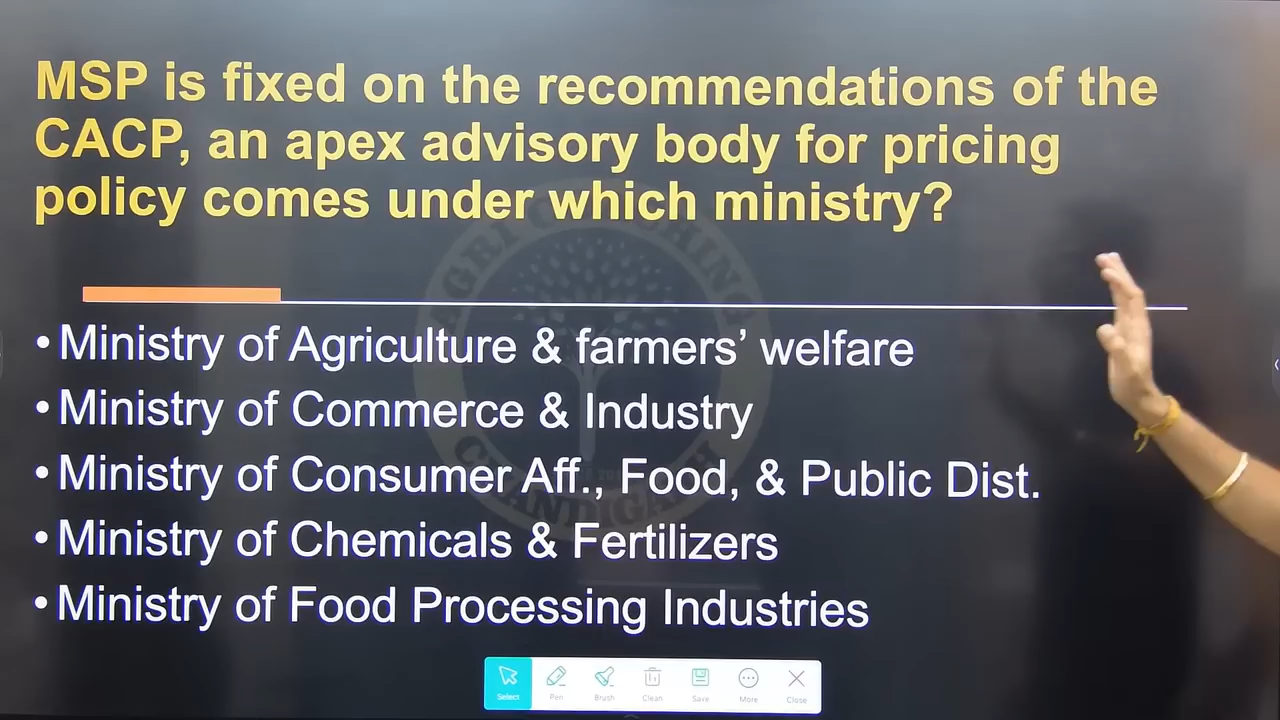 MSP is fixed on the recommendations of the
CACP, an apex advisory body for pricing
policy comes under which ministry?
• Ministry of Agriculture & farmers’ welfare
• Ministry of Commerce & Industry
• Ministry of Consumer Aff., Food, & Public Dist.
• Ministry of Chemicals & Fertilizers
• Ministry of Food Processing Industries
Select Pen Brush Clean Save More Close